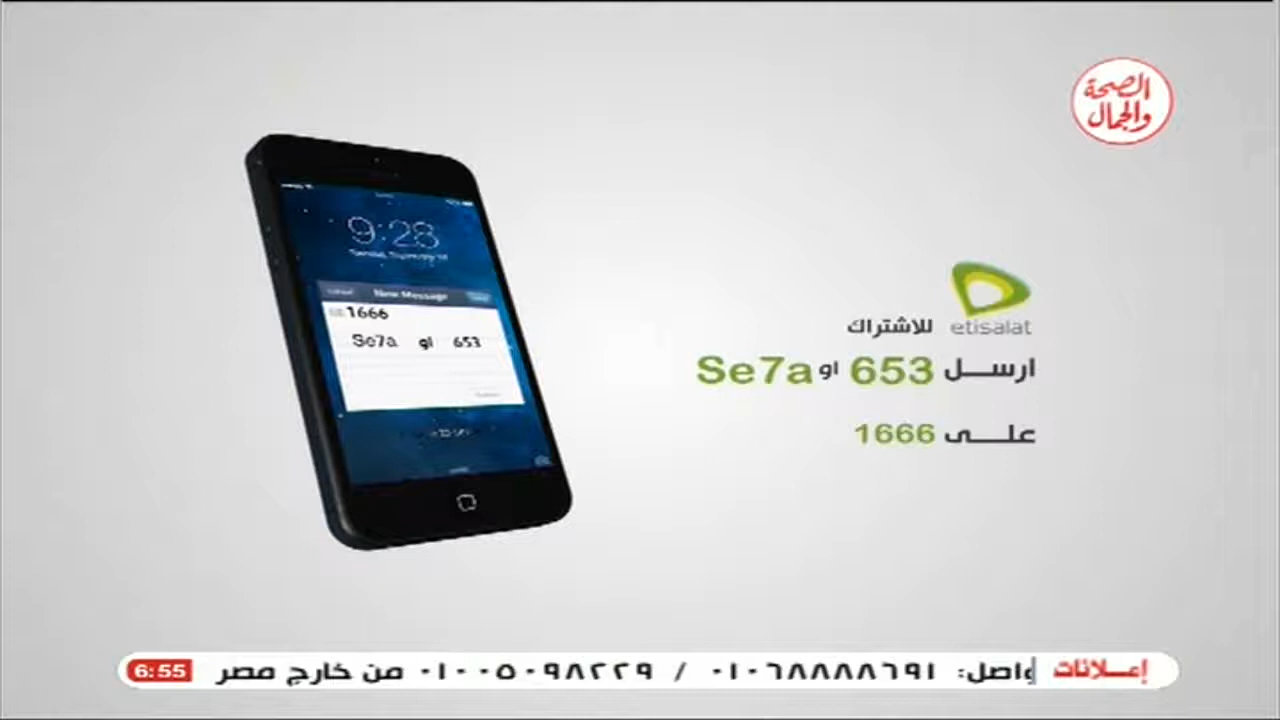 الصحة
والجمال
9:28
New Message
1666
Se7a او 653
etisalat
للاشتراك
ارسل 653 او Se7a
على 1666
إعلانات
واصل: ٠١٠٦٨٨٨٨٦٩١ / ٠١٠٠٥٠٩٨٢٢٩ من خارج مصر
6:55